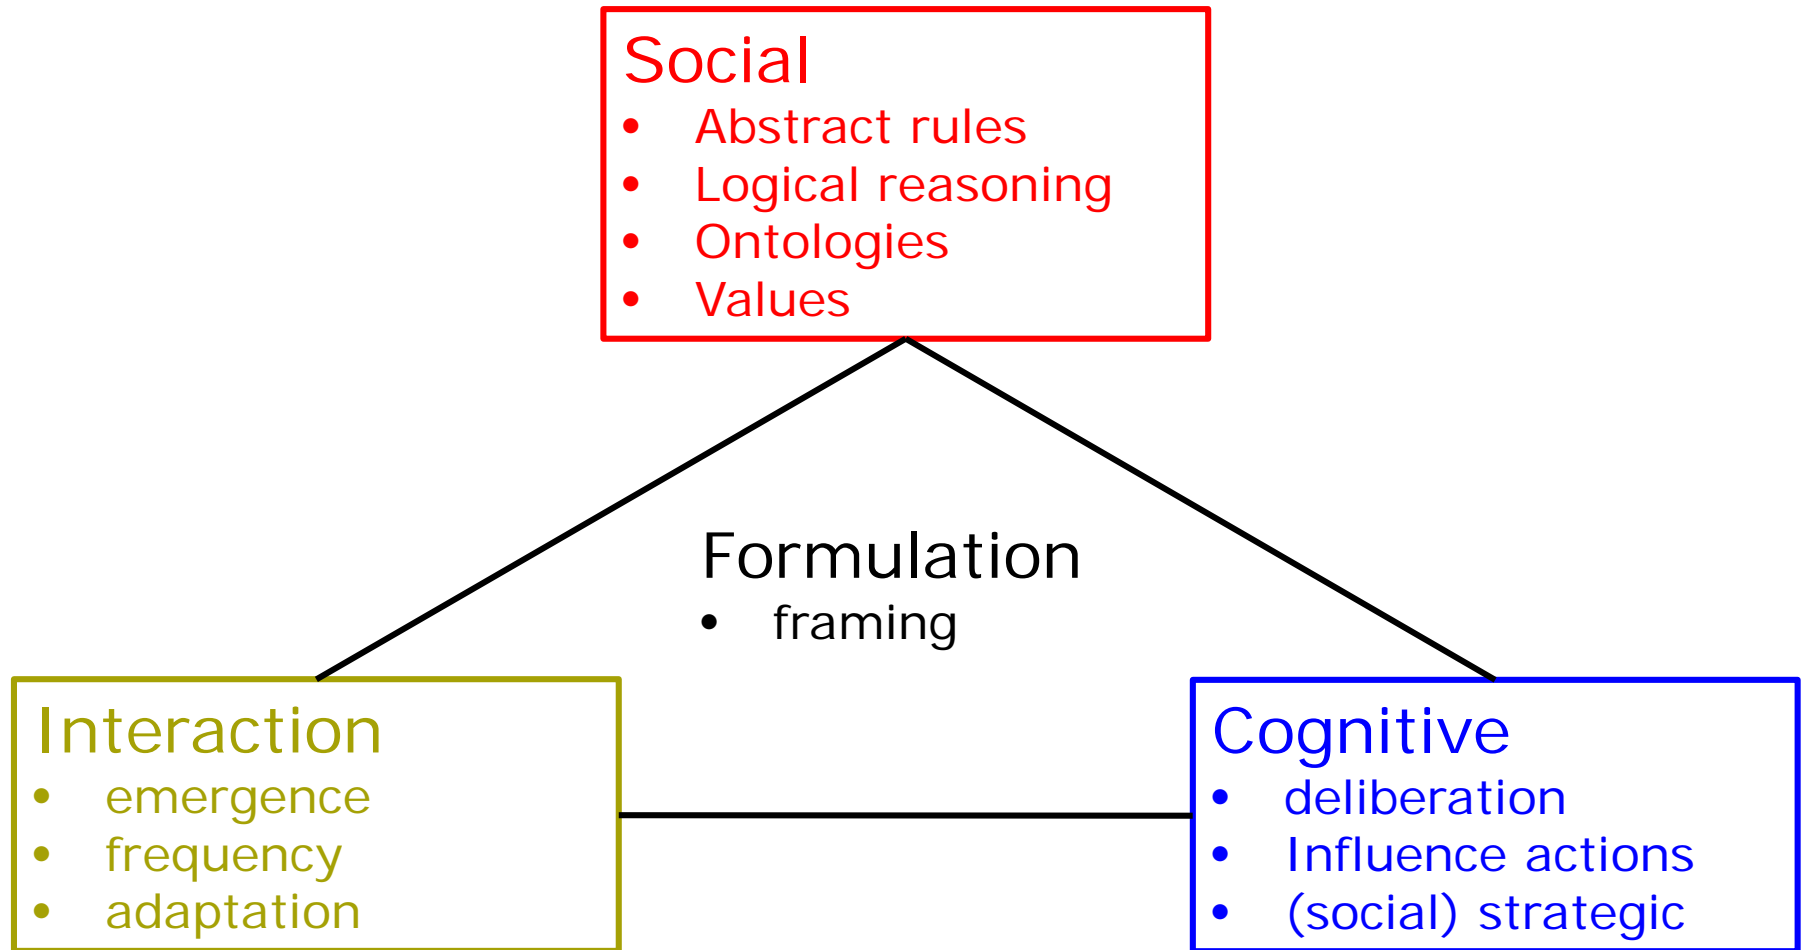 Social
• Abstract rules
• Logical reasoning
• Ontologies
• Values
Formulation
• framing
Interaction
• emergence
• frequency
• adaptation
Cognitive
• deliberation
• Influence actions
• (social) strategic